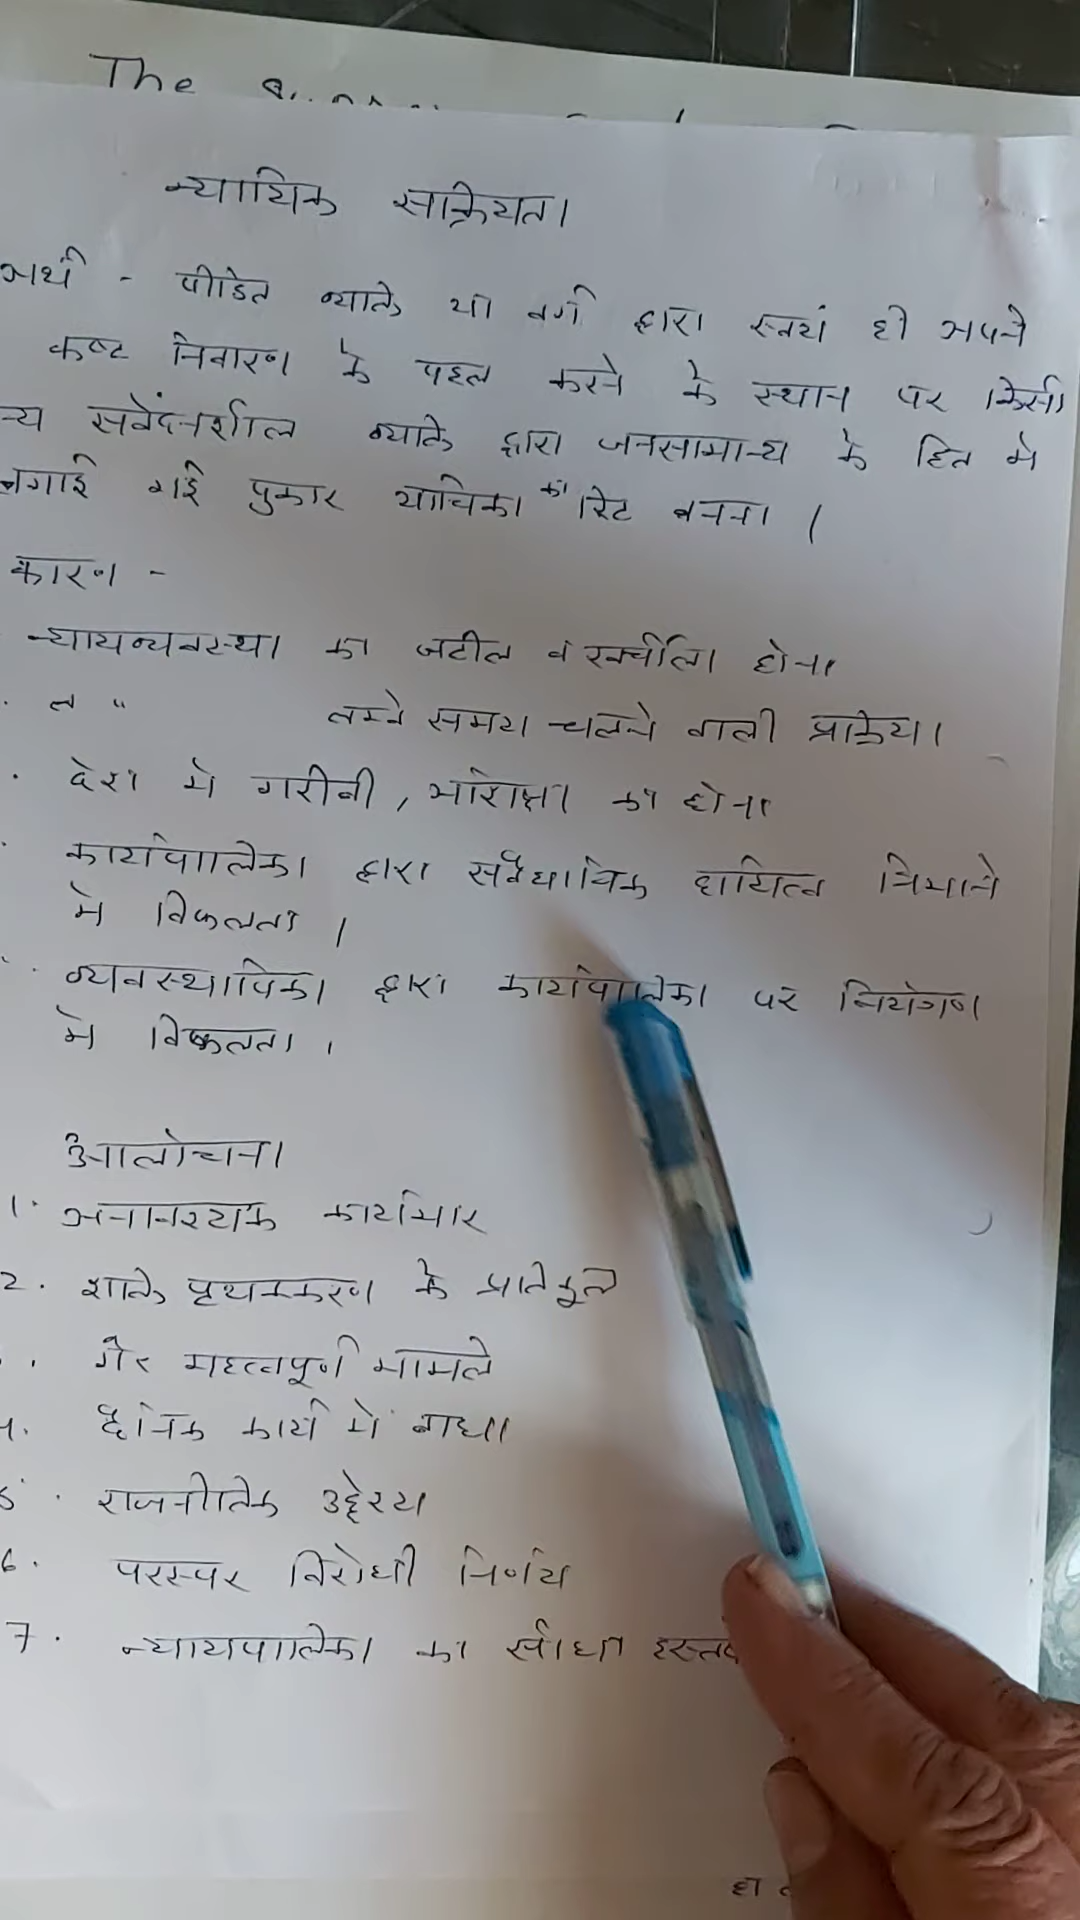 The
न्यायिक सक्रियता
अर्थ - पीडित व्यक्ति या वर्ग द्वारा स्वयं ही अपने
कष्ट निवारण के पहल करने के स्थान पर किसी
न्य सवेंदनशील व्यक्ति द्वारा जनसामान्य के हित मे
लगाई गई पुकार याचिका का रिट बनना ।
कारण -
न्यायव्यवस्था का जटील व खर्चीला होना
. व " लम्बे समय चलने वाली प्रक्रिया
. देश मे गरीबी, अशिक्षा का होना
. कार्यपालिका द्वारा सवैंधानिक दायित्व निभाने
मे विफलता ।
. व्यवस्थापिका द्वारा कार्यपालिका पर नियंत्रण
मे विफलता ।
आलोचना
1. अनावश्यक कार्यभार
2. शक्ति पृथक्करण के प्रतिकूल
. गैर महत्वपूर्ण मामले
4. दैनिक कार्य में बाधा
5. राजनीतिक उद्देश्य
6. परस्पर विरोधी निर्णय
7. न्यायपालिका का सीधा